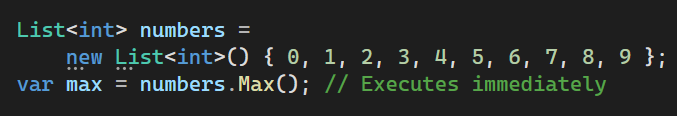 List<int> numbers =
    new List<int>() { 0, 1, 2, 3, 4, 5, 6, 7, 8, 9 };
var max = numbers.Max(); // Executes immediately